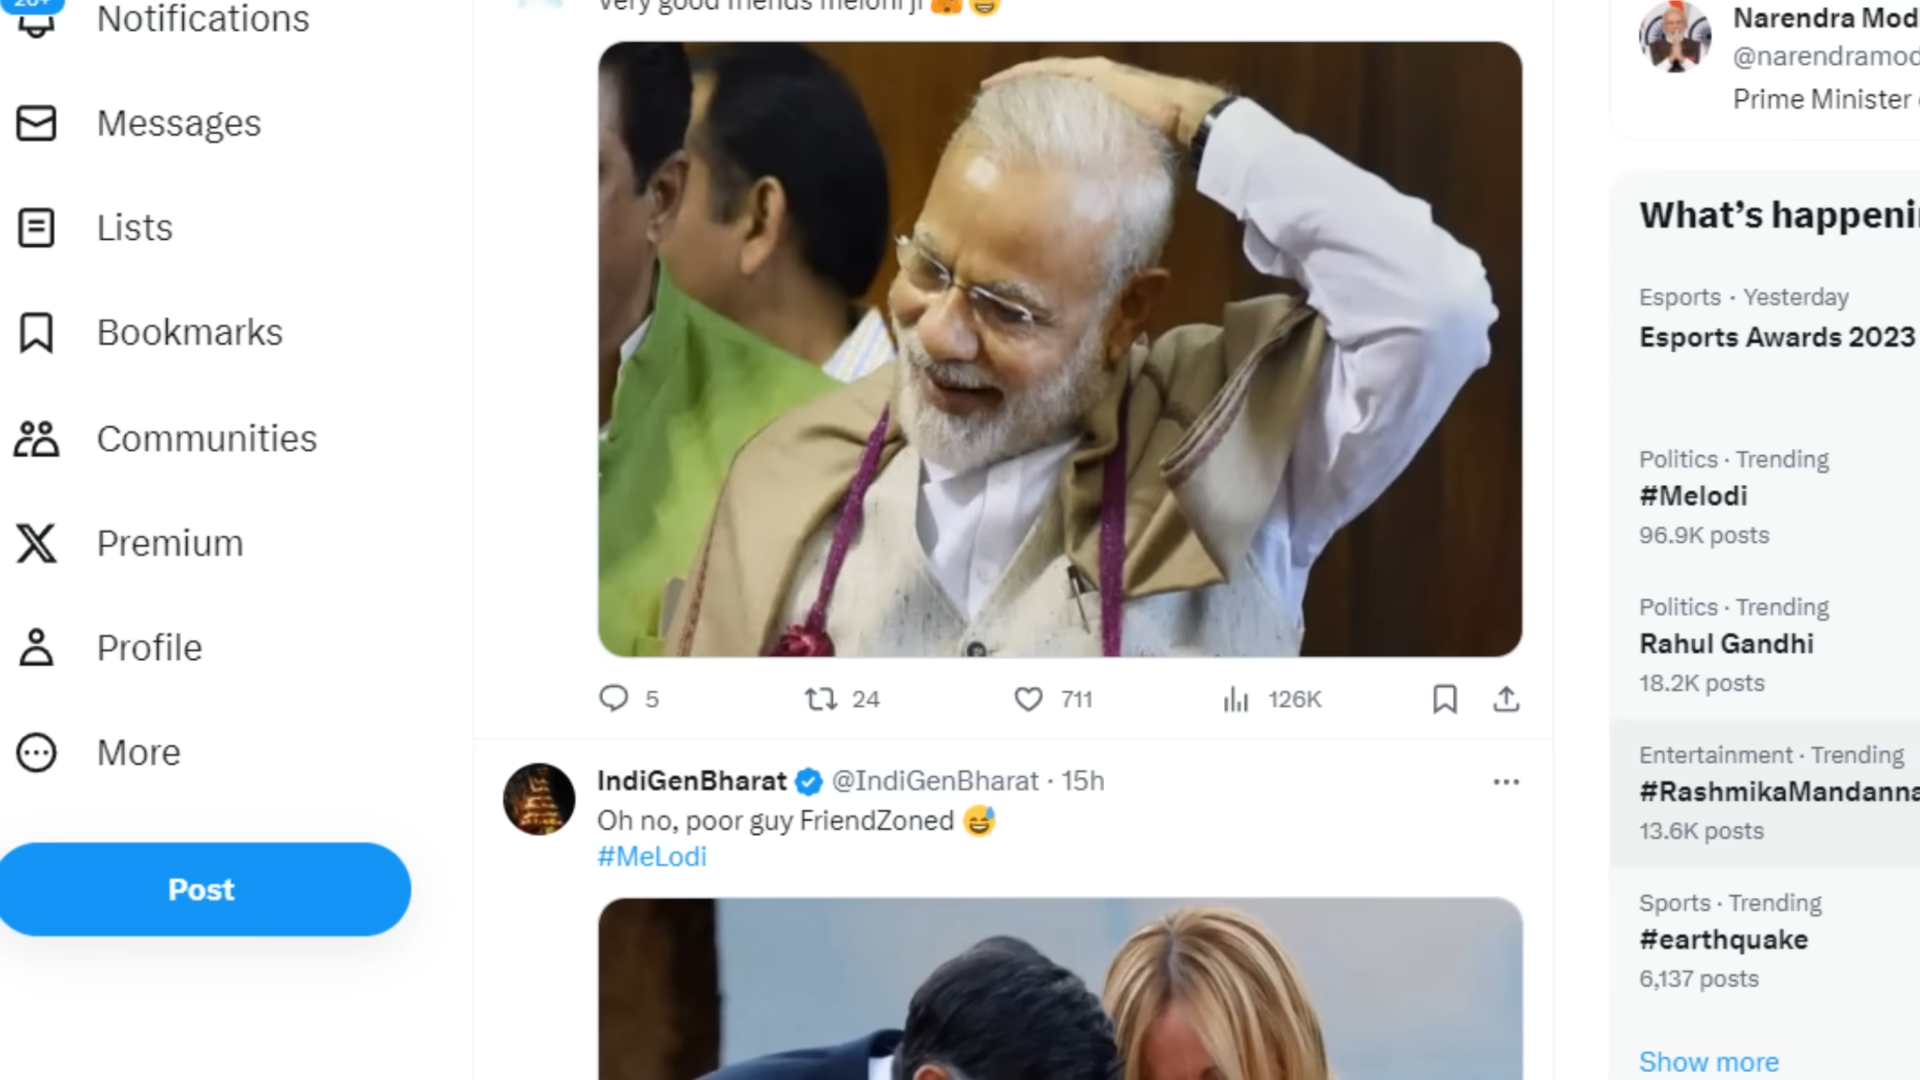 20+
Notifications
Messages
Lists
Bookmarks
Communities
Premium
Profile
More
Post
Very good friends meloni ji
5 24 711 126K
IndiGenBharat @IndiGenBharat · 15h
Oh no, poor guy FriendZoned 😅
#MeLodi
Narendra Mod
@narendramod
Prime Minister
What's happeni
Esports · Yesterday
Esports Awards 2023
Politics · Trending
#Melodi
96.9K posts
Politics · Trending
Rahul Gandhi
18.2K posts
Entertainment · Trending
#RashmikaMandanna
13.6K posts
Sports · Trending
#earthquake
6,137 posts
Show more